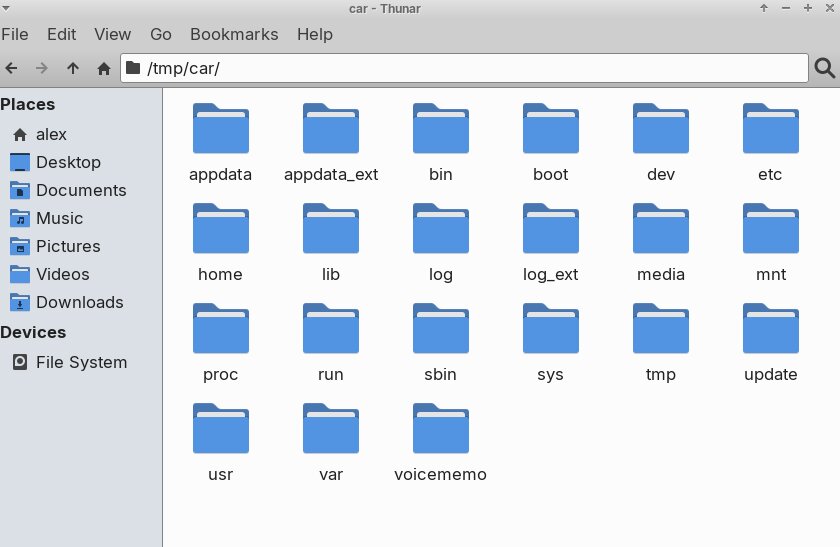 car - Thunar
File Edit View Go Bookmarks Help
/tmp/car/
Places
alex
Desktop
Documents
Music
Pictures
Videos
Downloads
Devices
File System
appdata appdata_ext bin boot dev etc
home lib log log_ext media mnt
proc run sbin sys tmp update
usr var voicememo